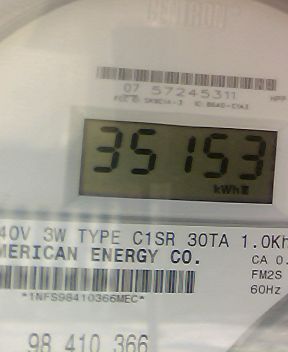 CENTRON
07 57245311
35153
kWh
40V 3W TYPE C1SR 30TA 1.0Kh
MERICAN ENERGY CO.
CA 0.
FM2S
60Hz
*1NFS98410366MEC*
98 410 366